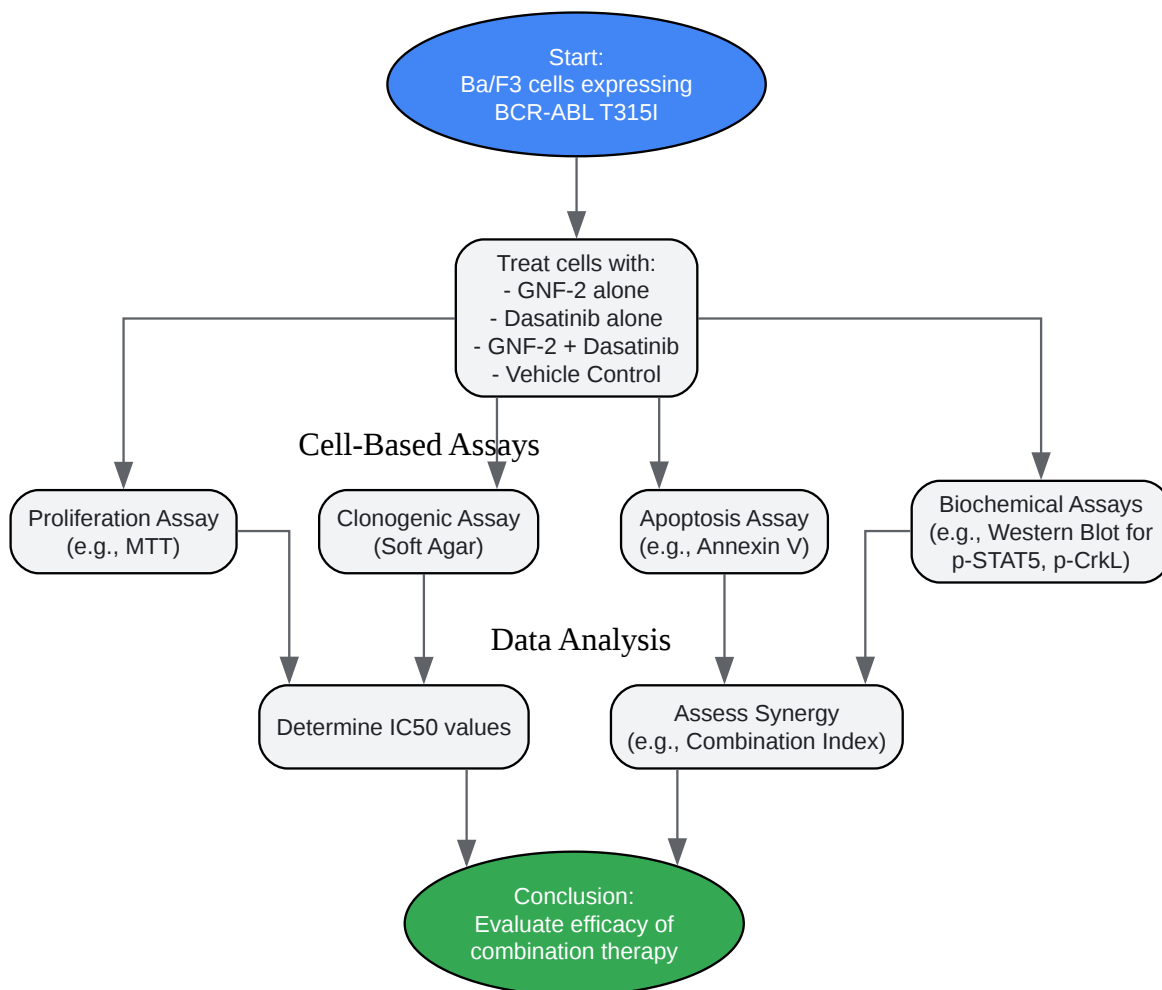 Start:
Ba/F3 cells expressing
BCR-ABL T315I
Treat cells with:
- GNF-2 alone
- Dasatinib alone
- GNF-2 + Dasatinib
- Vehicle Control
Cell-Based Assays
Proliferation Assay
(e.g., MTT)
Clonogenic Assay
(Soft Agar)
Apoptosis Assay
(e.g., Annexin V)
Biochemical Assays
(e.g., Western Blot for
p-STAT5, p-CrkL)
Data Analysis
Determine IC50 values
Assess Synergy
(e.g., Combination Index)
Conclusion:
Evaluate efficacy of
combination therapy